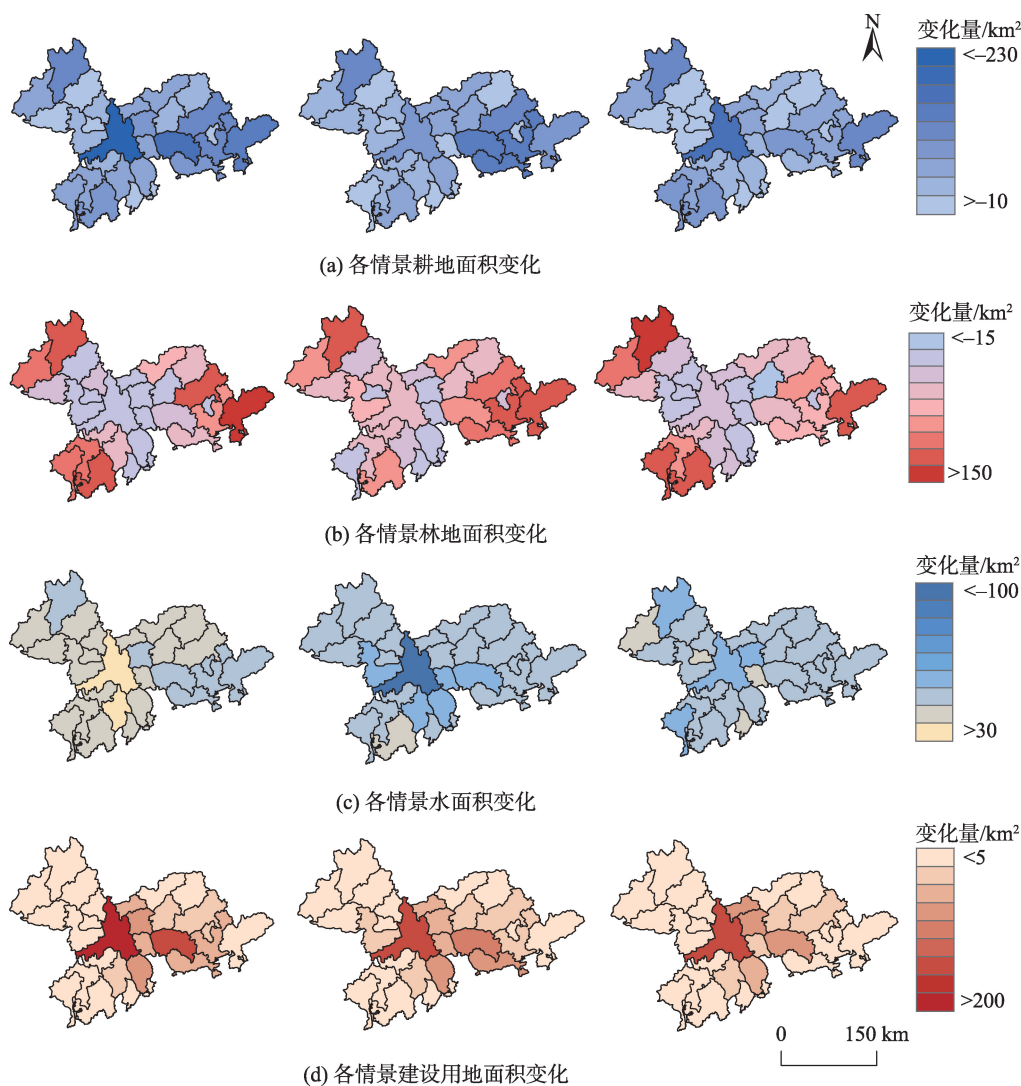 N
变化量/km²
<–230
>–10
(a) 各情景耕地面积变化
变化量/km²
<–15
>150
(b) 各情景林地面积变化
变化量/km²
<–100
>30
(c) 各情景水面积变化
变化量/km²
<5
>200
0 150 km
(d) 各情景建设用地面积变化